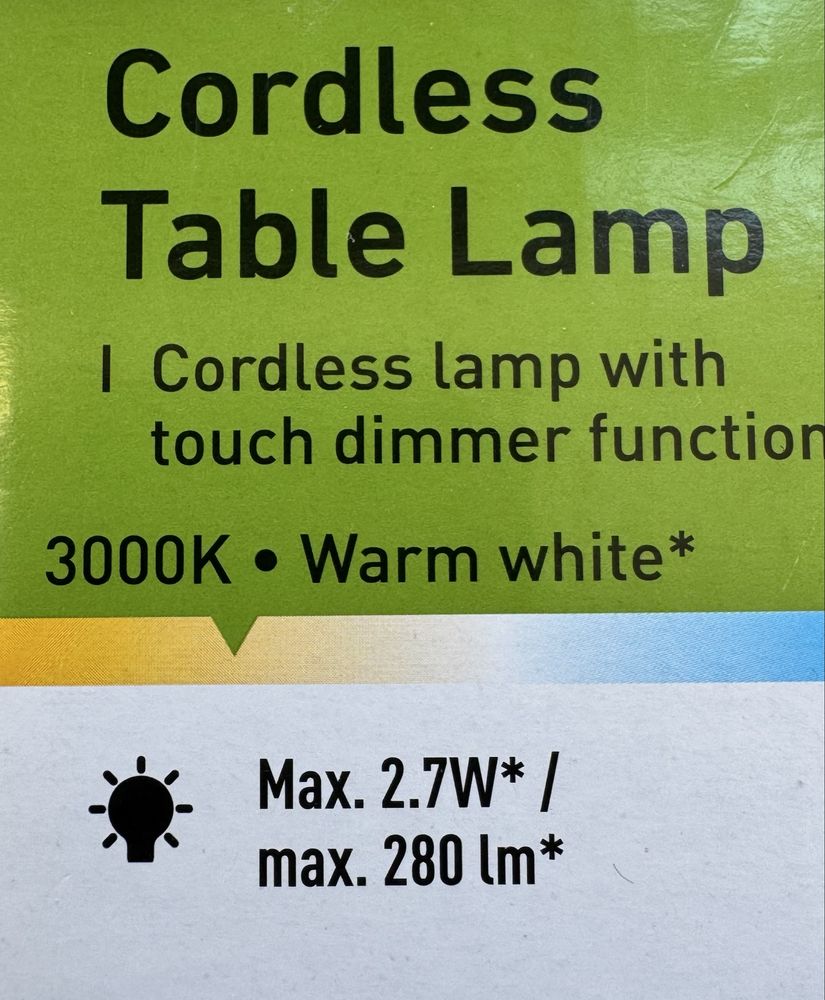 Cordless
Table Lamp
| Cordless lamp with
touch dimmer function
3000K • Warm white*
Max. 2.7W* /
max. 280 lm*